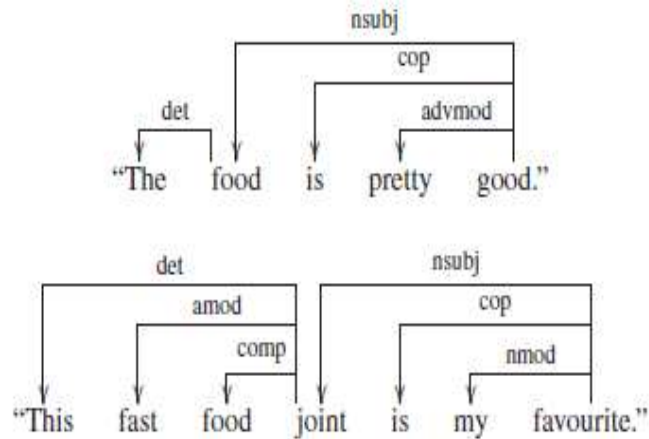 nsubj
cop
det advmod
“The food is pretty good.”
det nsubj
amod cop
comp nmod
“This fast food joint is my favourite.”